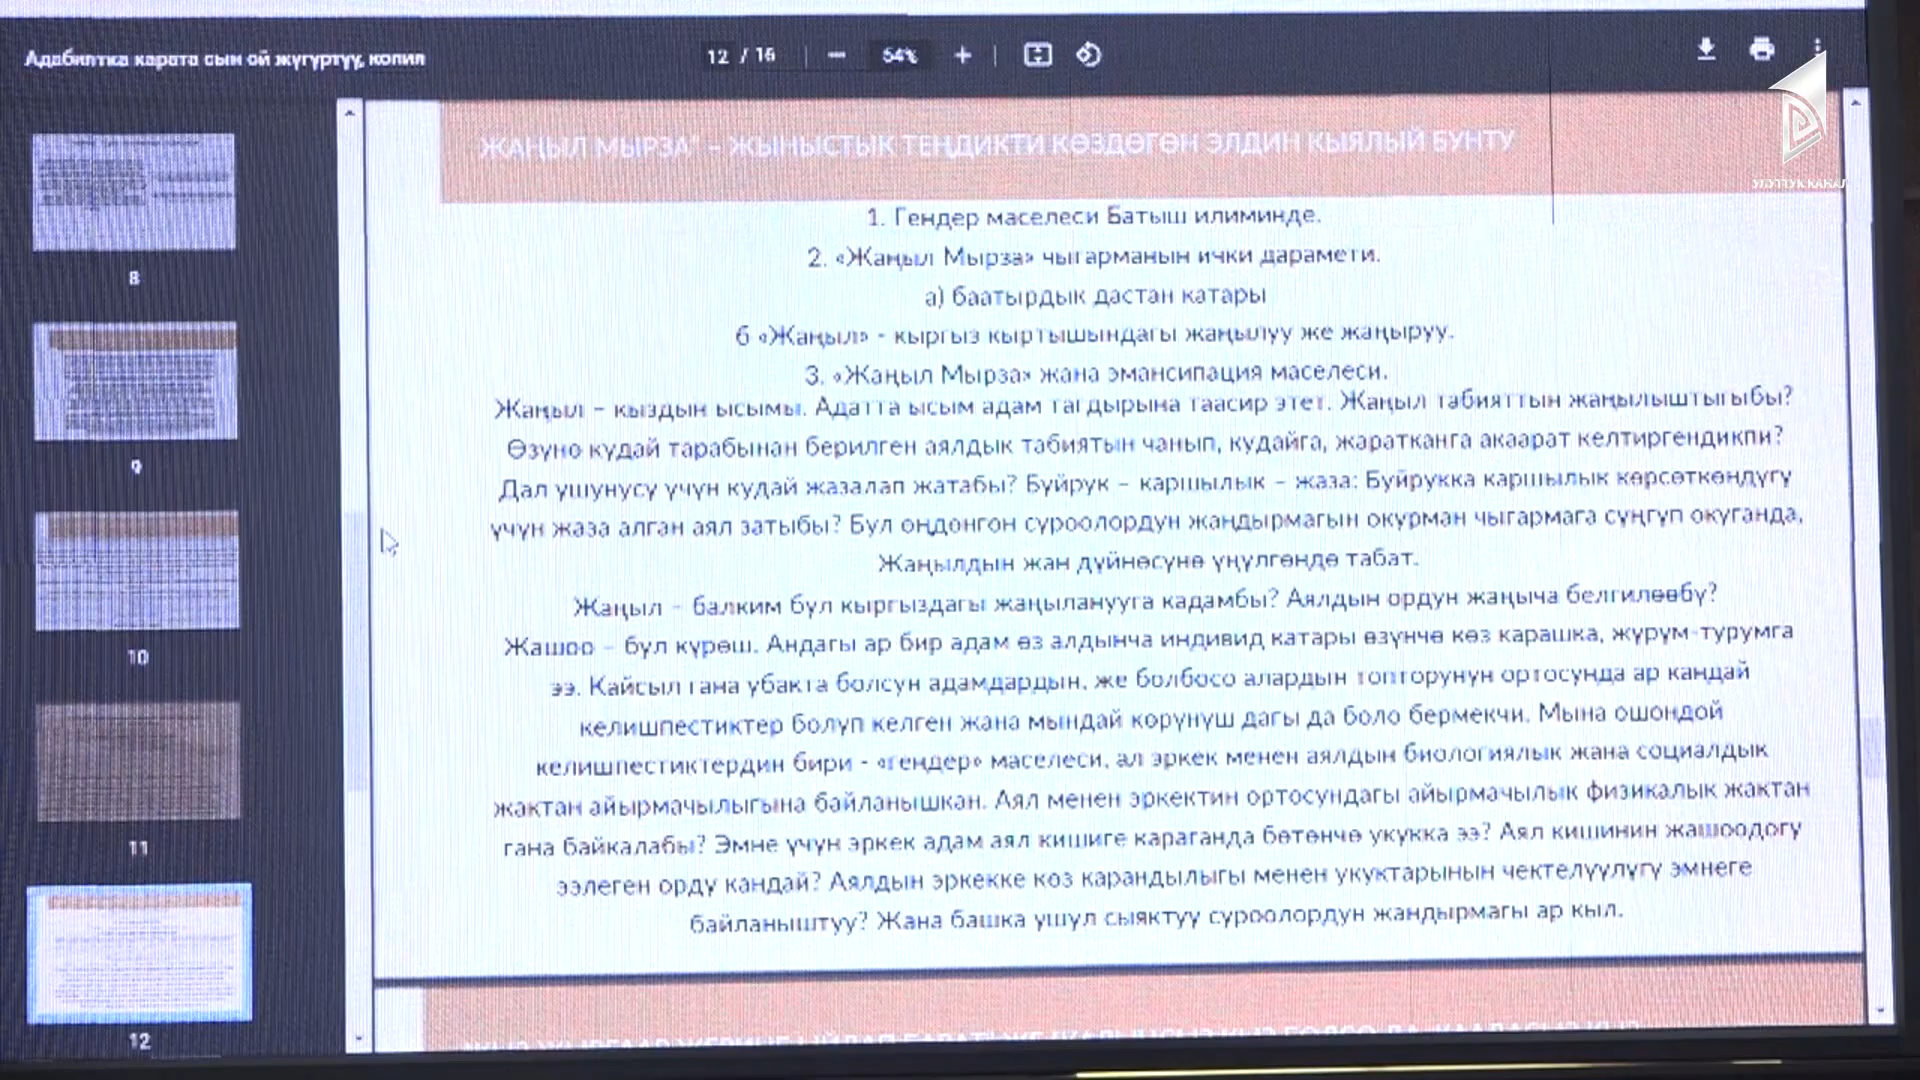 Адабиятка карата сын ой жүгүртүү, копия
12 / 16
54%
УЛУТТУК КАНАЛ
ЖАҢЫЛ МЫРЗА" – ЖЫНЫСТЫК ТЕҢДИКТИ КӨЗДӨГӨН ЭЛДИН КЫЯЛЫЙ БУНТУ
1. Гендер маселеси Батыш илиминде.
2. «Жаңыл Мырза» чыгарманын ички дарамети.
а) баатырдык дастан катары
б «Жаңыл» - кыргыз кыртышындагы жаңылуу же жаңыруу.
3. «Жаңыл Мырза» жана эмансипация маселеси.
Жаңыл – кыздын ысымы. Адатта ысым адам тагдырына таасир этет. Жаңыл табияттын жаңылыштыгыбы?
Өзүнө кудай тарабынан берилген аялдык табиятын чанып, кудайга, жаратканга акаарат келтиргендикпи?
Дал ушунусу үчүн кудай жазалап жатабы? Буйрук – каршылык – жаза: Буйрукка каршылык көрсөткөндүгү
үчүн жаза алган аял затыбы? Бул өңдөнгөн суроолордун жандырмагын окурман чыгармага сүңгүп окуганда,
Жаңылдын жан дүйнөсүнө үңүлгөндө табат.
Жаңыл – балким бул кыргыздагы жаңыланууга кадамбы? Аялдын ордун жаңыча белгилөөбү?
Жашоо – бул күрөш. Андагы ар бир адам өз алдынча индивид катары өзүнчө көз карашка, жүрүм-турумга
ээ. Кайсыл гана убакта болсун адамдардын, же болбосо алардын топторунун ортосунда ар кандай
келишпестиктер болуп келген жана мындай көрүнүш дагы да боло бермекчи. Мына ошондой
келишпестиктердин бири - «гендер» маселеси, ал эркек менен аялдын биологиялык жана социалдык
жактан айырмачылыгына байланышкан. Аял менен эркектин ортосундагы айырмачылык физикалык жактан
гана байкалабы? Эмне үчүн эркек адам аял кишиге караганда бөтөнчө укукка ээ? Аял кишинин жашоодогу
ээлеген орду кандай? Аялдын эркекке көз карандылыгы менен укуктарынын чектелүүлүгү эмнеге
байланыштуу? Жана башка ушул сыяктуу суроолордун жандырмагы ар кыл.
8
9
10
11
12